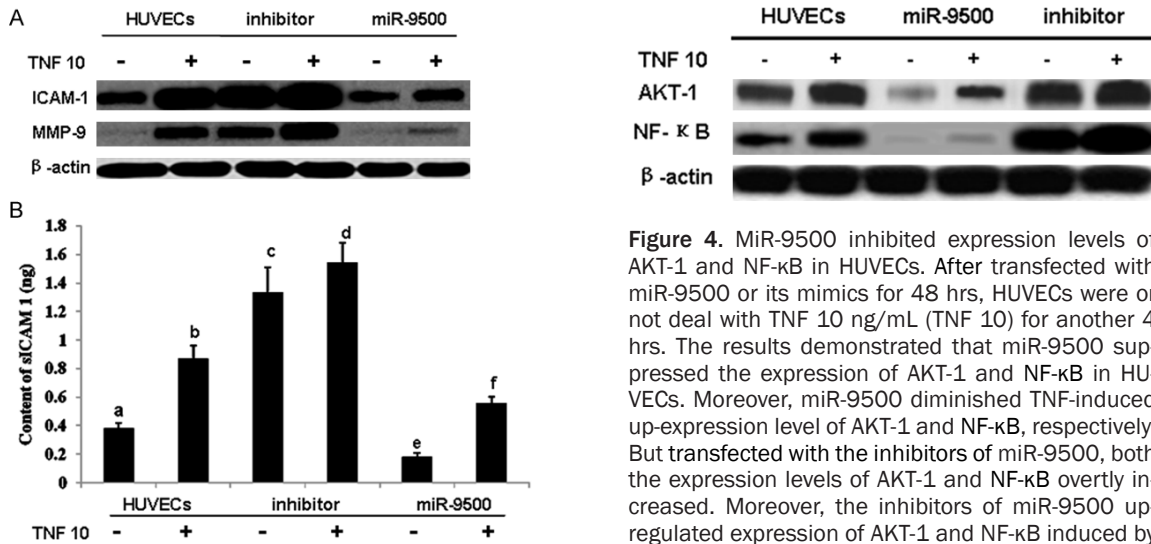 A
HUVECs inhibitor miR-9500
TNF 10 - + - + - +
ICAM-1
MMP-9
β-actin
B
Content of sICAM 1 (ng)
1.8
1.6
1.4
1.2
1
0.8
0.6
0.4
0.2
0
a b c d e f
HUVECs inhibitor miR-9500
TNF 10 - + - + - +
HUVECs miR-9500 inhibitor
TNF 10 - + - + - +
AKT-1
NF-κB
β-actin
Figure 4. MiR-9500 inhibited expression levels of
AKT-1 and NF-κB in HUVECs. After transfected with
miR-9500 or its mimics for 48 hrs, HUVECs were or
not deal with TNF 10 ng/mL (TNF 10) for another 4
hrs. The results demonstrated that miR-9500 sup-
pressed the expression of AKT-1 and NF-κB in HU-
VECs. Moreover, miR-9500 diminished TNF-induced
up-expression level of AKT-1 and NF-κB, respectively
But transfected with the inhibitors of miR-9500, both
the expression levels of AKT-1 and NF-κB overtly in-
creased. Moreover, the inhibitors of miR-9500 up-
regulated expression of AKT-1 and NF-κB induced by